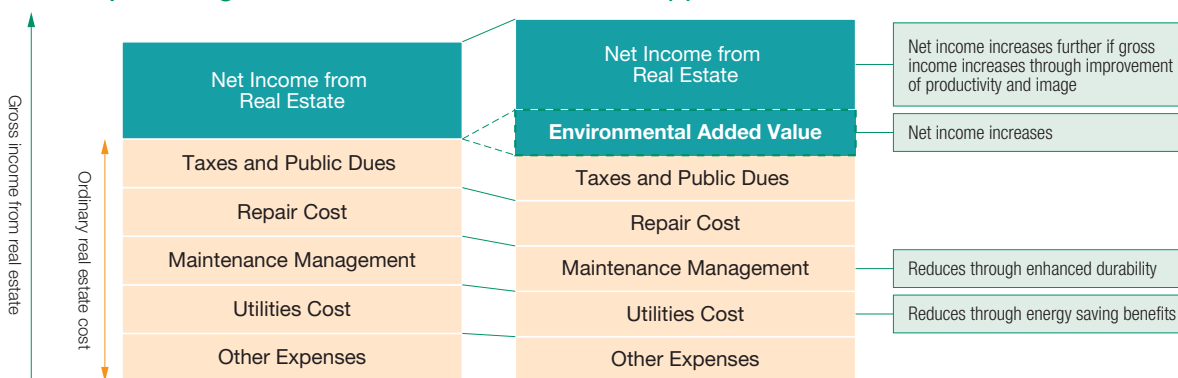 Gross income from real estate
Ordinary real estate cost
Net Income from
Real Estate
Taxes and Public Dues
Repair Cost
Maintenance Management
Utilities Cost
Other Expenses
Net Income from
Real Estate
Environmental Added Value
Taxes and Public Dues
Repair Cost
Maintenance Management
Utilities Cost
Other Expenses
Net income increases further if gross
income increases through improvement
of productivity and image
Net income increases
Reduces through enhanced durability
Reduces through energy saving benefits